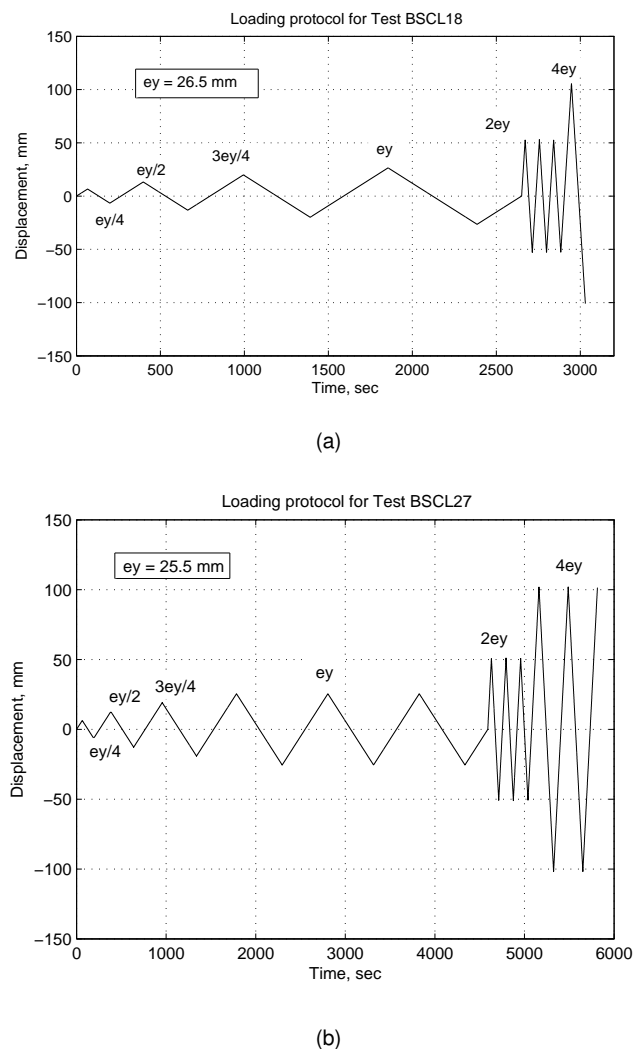 Loading protocol for Test BSCL18
150
100
50
0
−50
−100
−150
Displacement, mm
ey = 26.5 mm
4ey
2ey
ey
3ey/4
ey/2
ey/4
0 500 1000 1500 2000 2500 3000
Time, sec
(a)
Loading protocol for Test BSCL27
150
100
50
0
−50
−100
−150
Displacement, mm
ey = 25.5 mm
4ey
2ey
ey
3ey/4
ey/2
ey/4
0 1000 2000 3000 4000 5000 6000
Time, sec
(b)